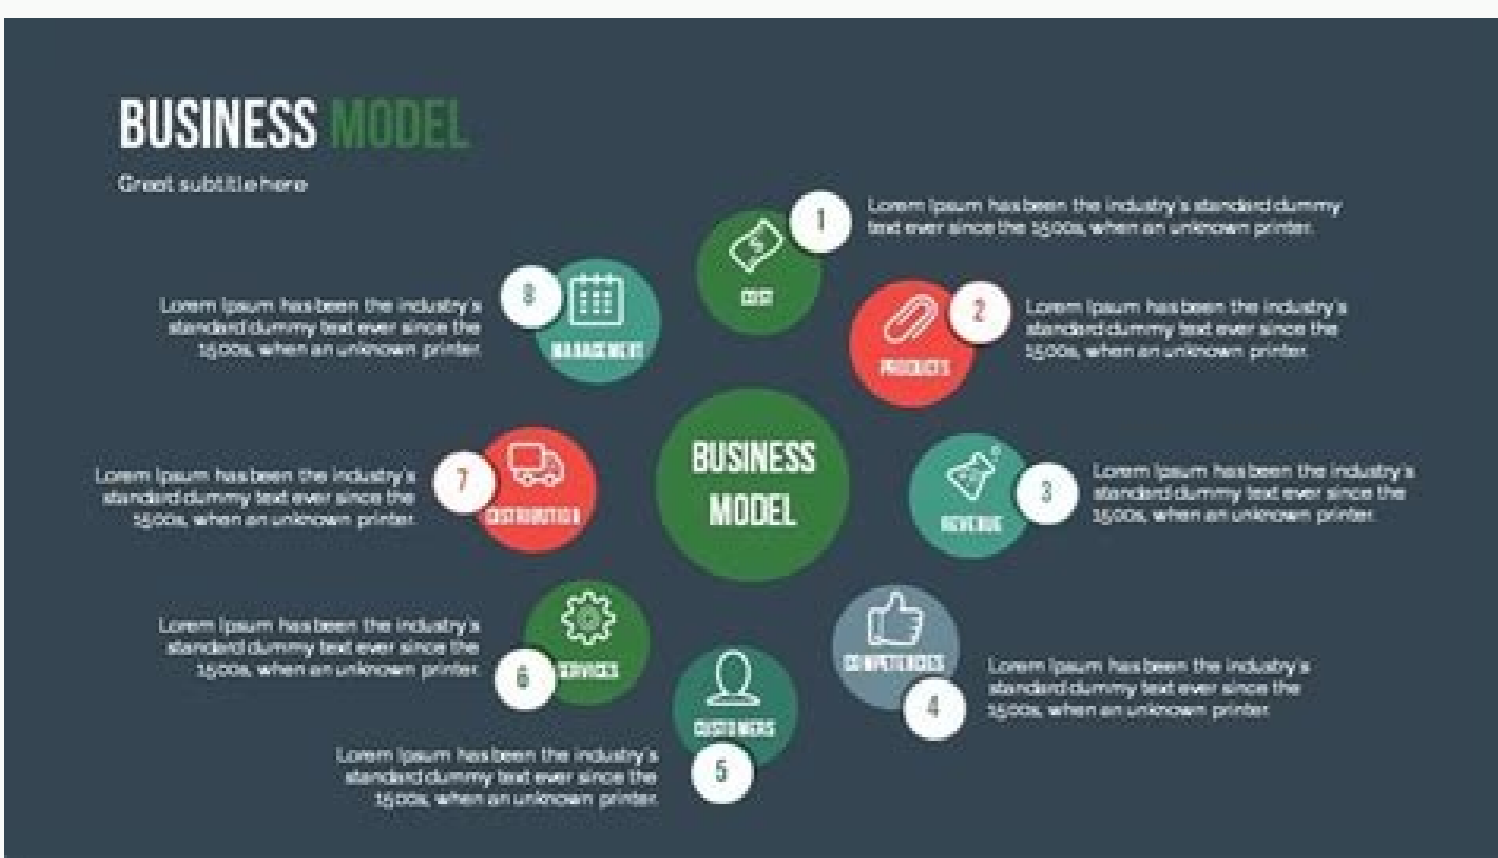 BUSINESS MODEL
Great subtitle here
1
COST
Lorem Ipsum has been the industry's standard dummy
text ever since the 1500s, when an unknown printer.
2
PRODUCTS
Lorem Ipsum has been the industry's
standard dummy text ever since the
1500s, when an unknown printer.
3
REVENUE
Lorem Ipsum has been the industry's
standard dummy text ever since the
1500s, when an unknown printer.
4
Lorem Ipsum has been the industry's
standard dummy text ever since the
1500s, when an unknown printer.
5
CUSTOMERS
Lorem Ipsum has been the industry's
standard dummy text ever since the
1500s, when an unknown printer.
6
SERVICES
Lorem Ipsum has been the industry's
standard dummy text ever since the
1500s, when an unknown printer.
7
DISTRIBUTION
Lorem Ipsum has been the industry's
standard dummy text ever since the
1500s, when an unknown printer.
8
MANAGEMENT
Lorem Ipsum has been the industry's
standard dummy text ever since the
1500s, when an unknown printer.
BUSINESS
MODEL